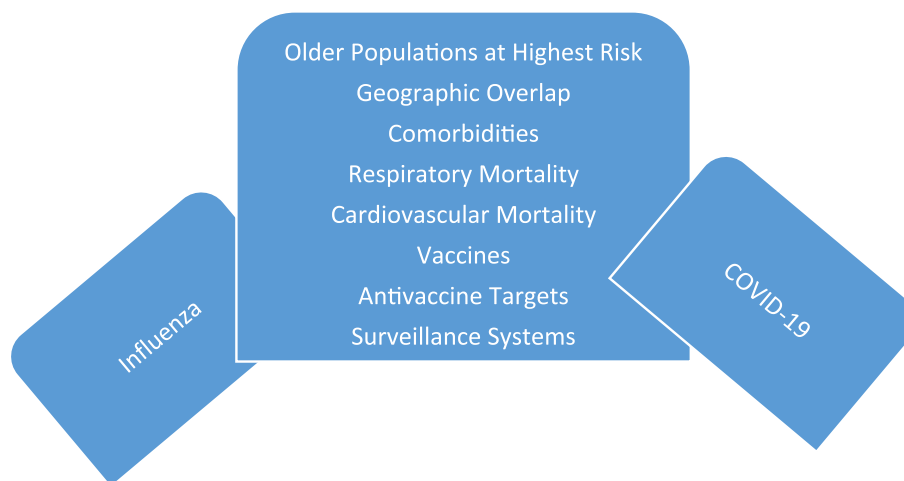 Older Populations at Highest Risk
Geographic Overlap
Comorbidities
Respiratory Mortality
Cardiovascular Mortality
Vaccines
Antivaccine Targets
Surveillance Systems
Influenza
COVID-19